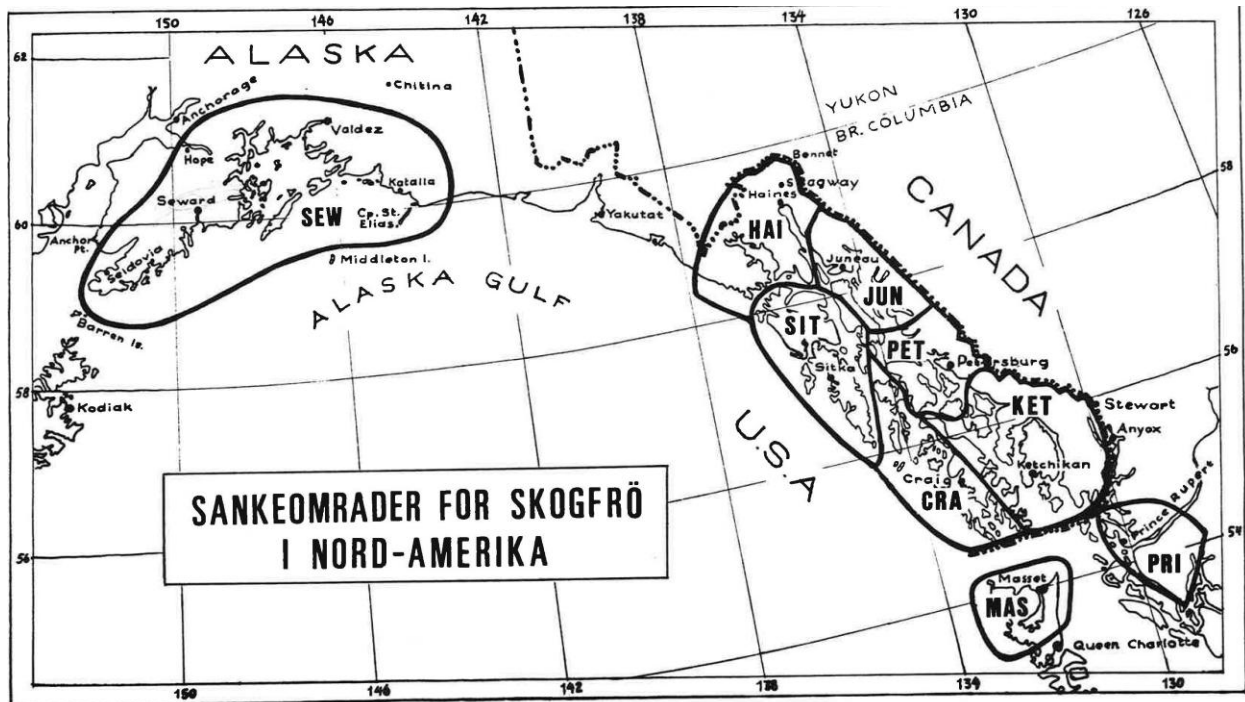 150
146
142
138
134
130
126
62
ALASKA
Chitina
Anchorage
Hope
Valdez
Katalla
Seward
SEW
Cp. St.
Elias.
60
Anchor
Pt.
Seldovia
Middleton I.
ALASKA GULF
Barren Is.
58
Kodiak
Yakutat
YUKON
BR. COLUMBIA
Bennet
Skagway
Haines
HAI
58
CANADA
Juneau
JUN
SIT
PET
Petersburg
Sitka
KET
56
Stewart
Anyox
U.S.A
Ketchikan
Craig
CRA
Prince Rupert
54
PRI
Masset
MAS
Queen Charlotte
SANKEOMRADER FOR SKOGFRÖ
I NORD-AMERIKA
56
150
146
142
138
134
130